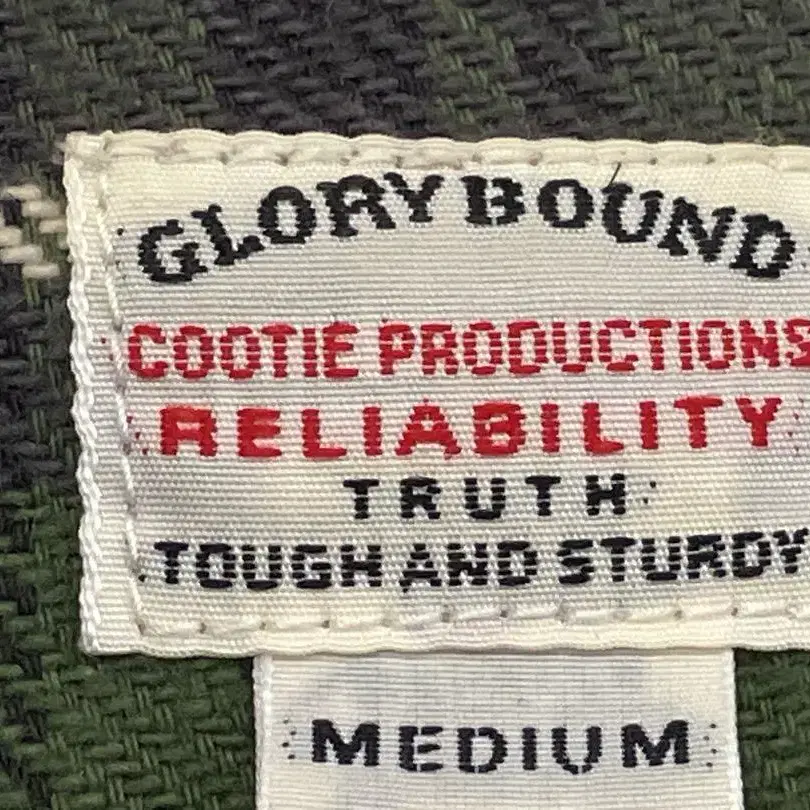 GLORY BOUND
COOTIE PRODUCTIONS
RELIABILITY
TRUTH
TOUGH AND STURDY
MEDIUM